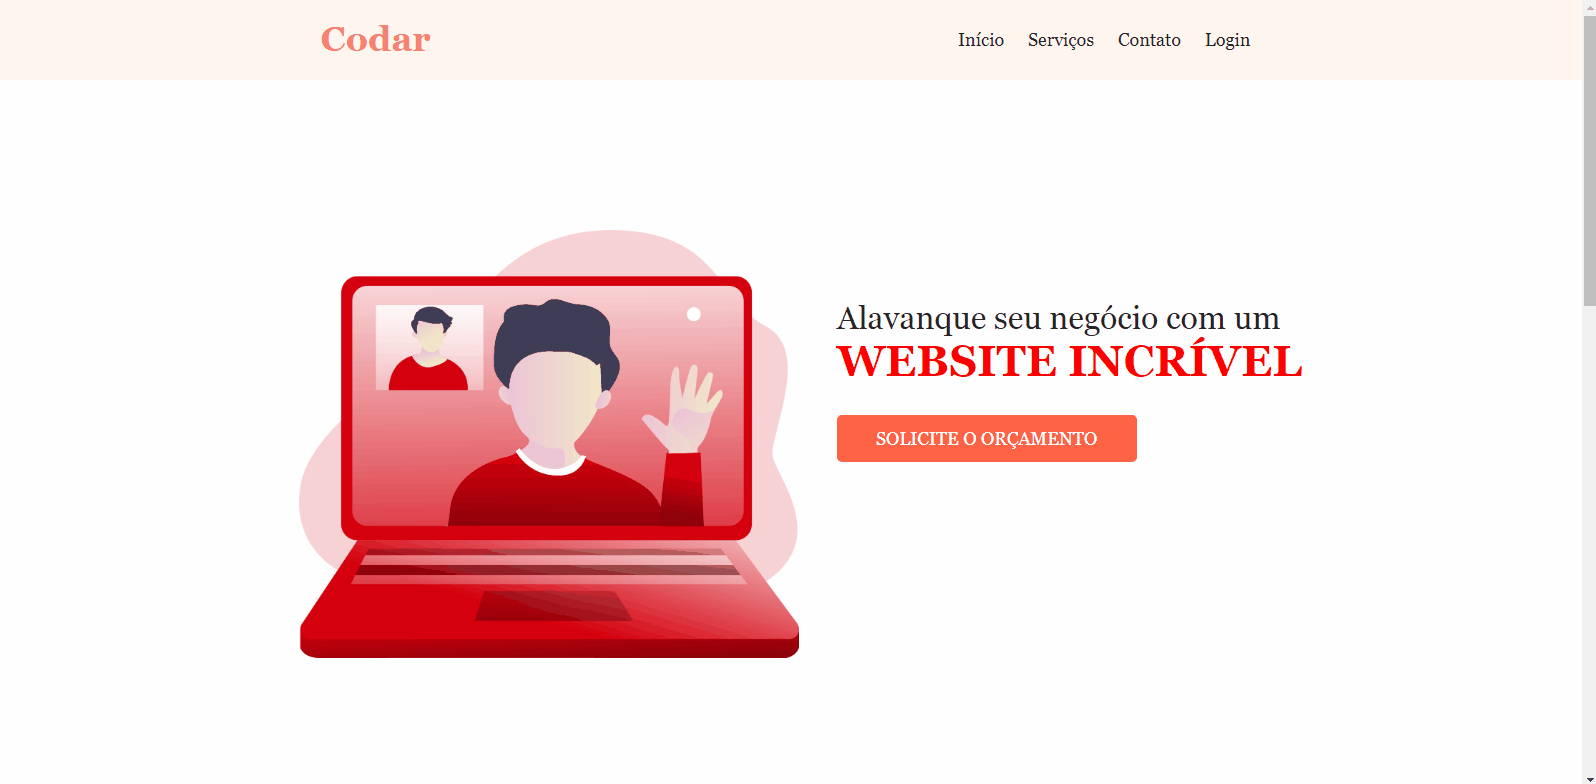 Codar
Início Serviços Contato Login
Alavanque seu negócio com um
WEBSITE INCRÍVEL
SOLICITE O ORÇAMENTO